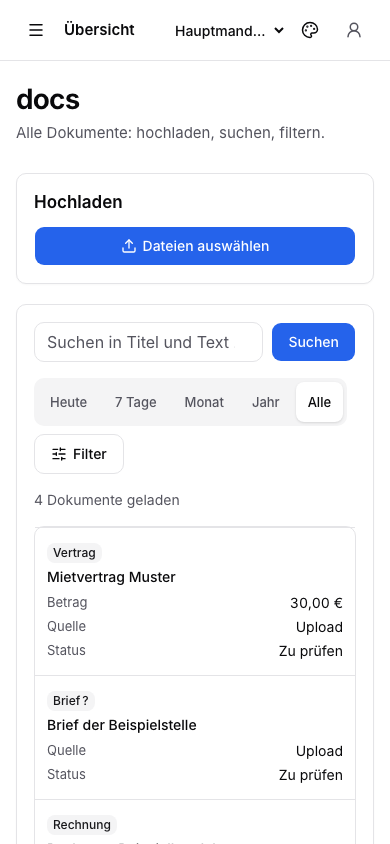 Übersicht
Hauptmand...
docs
Alle Dokumente: hochladen, suchen, filtern.
Hochladen
Dateien auswählen
Suchen in Titel und Text
Suchen
Heute
7 Tage
Monat
Jahr
Alle
Filter
4 Dokumente geladen
Vertrag
Mietvertrag Muster
Betrag 30,00 €
Quelle Upload
Status Zu prüfen
Brief ?
Brief der Beispielstelle
Quelle Upload
Status Zu prüfen
Rechnung